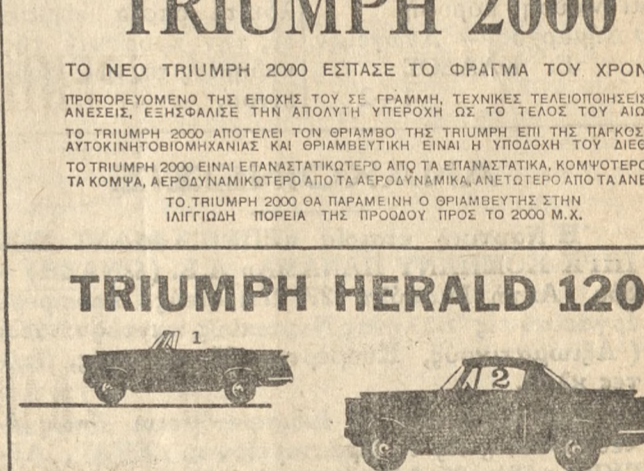 TRIUMPH 2000
ΤΟ ΝΕΟ TRIUMPH 2000 ΕΣΠΑΣΕ ΤΟ ΦΡΑΓΜΑ ΤΟΥ ΧΡΟΝ
ΠΡΟΠΟΡΕΥΟΜΕΝΟ ΤΗΣ ΕΠΟΧΗΣ ΤΟΥ ΣΕ ΓΡΑΜΜΗ, ΤΕΧΝΙΚΕΣ ΤΕΛΕΙΟΠΟΙΗΣΕΙΣ
ΑΝΕΣΕΙΣ, ΕΞΗΣΦΑΛΙΣΕ ΤΗΝ ΑΠΟΛΥΤΗ ΥΠΕΡΟΧΗ ΩΣ ΤΟ ΤΕΛΟΣ ΤΟΥ ΑΙΩ
ΤΟ TRIUMPH 2000 ΑΠΟΤΕΛΕΙ ΤΟΝ ΘΡΙΑΜΒΟ ΤΗΣ TRIUMPH ΕΠΙ ΤΗΣ ΠΑΓΚΟΣ
ΑΥΤΟΚΙΝΗΤΟΒΙΟΜΗΧΑΝΙΑΣ ΚΑΙ ΘΡΙΑΜΒΕΥΤΙΚΗ ΕΙΝΑΙ Η ΥΠΟΔΟΧΗ ΤΟΥ ΔΙΕΘ
ΤΟ TRIUMPH 2000 ΕΙΝΑΙ ΕΠΑΝΑΣΤΑΤΙΚΩΤΕΡΟ ΑΠΟ ΤΑ ΕΠΑΝΑΣΤΑΤΙΚΑ, ΚΟΜΨΟΤΕΡΟ
ΤΑ ΚΟΜΨΑ, ΑΕΡΟΔΥΝΑΜΙΚΩΤΕΡΟ ΑΠΟ ΤΑ ΑΕΡΟΔΥΝΑΜΙΚΑ, ΑΝΕΤΩΤΕΡΟ ΑΠΟ ΤΑ ΑΝΕ
ΤΟ TRIUMPH 2000 ΘΑ ΠΑΡΑΜΕΙΝΗ Ο ΘΡΙΑΜΒΕΥΤΗΣ ΣΤΗΝ
ΙΛΙΓΓΙΩΔΗ ΠΟΡΕΙΑ ΤΗΣ ΠΡΟΟΔΟΥ ΠΡΟΣ ΤΟ 2000 Μ.Χ.
TRIUMPH HERALD 120
1
2